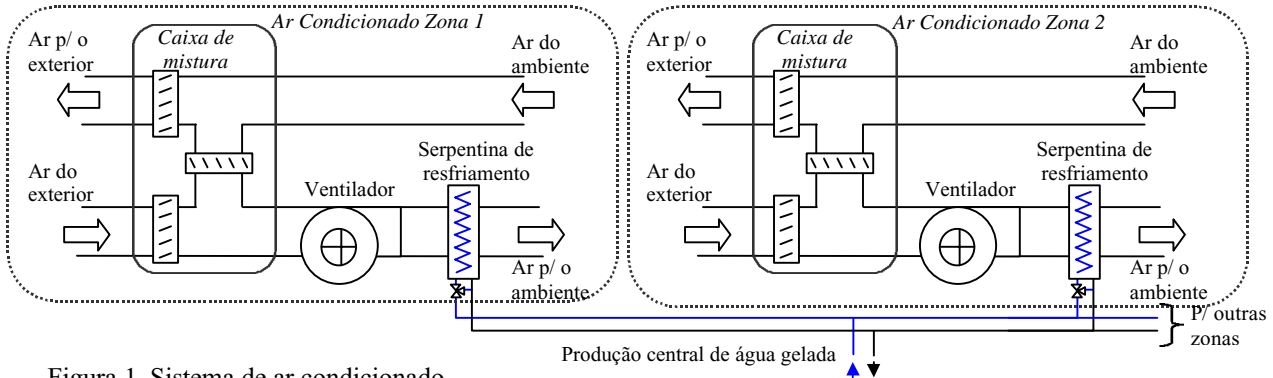 Ar Condicionado Zona 1
Ar p/ o
exterior
Caixa de
mistura
Ar do
ambiente
Ar do
exterior
Ventilador
Serpentina de
resfriamento
Ar p/ o
ambiente
Ar Condicionado Zona 2
Ar p/ o
exterior
Caixa de
mistura
Ar do
ambiente
Ar do
exterior
Ventilador
Serpentina de
resfriamento
Ar p/ o
ambiente
P/ outras
zonas
Produção central de água gelada
Figura 1. Sistema de ar condicionado